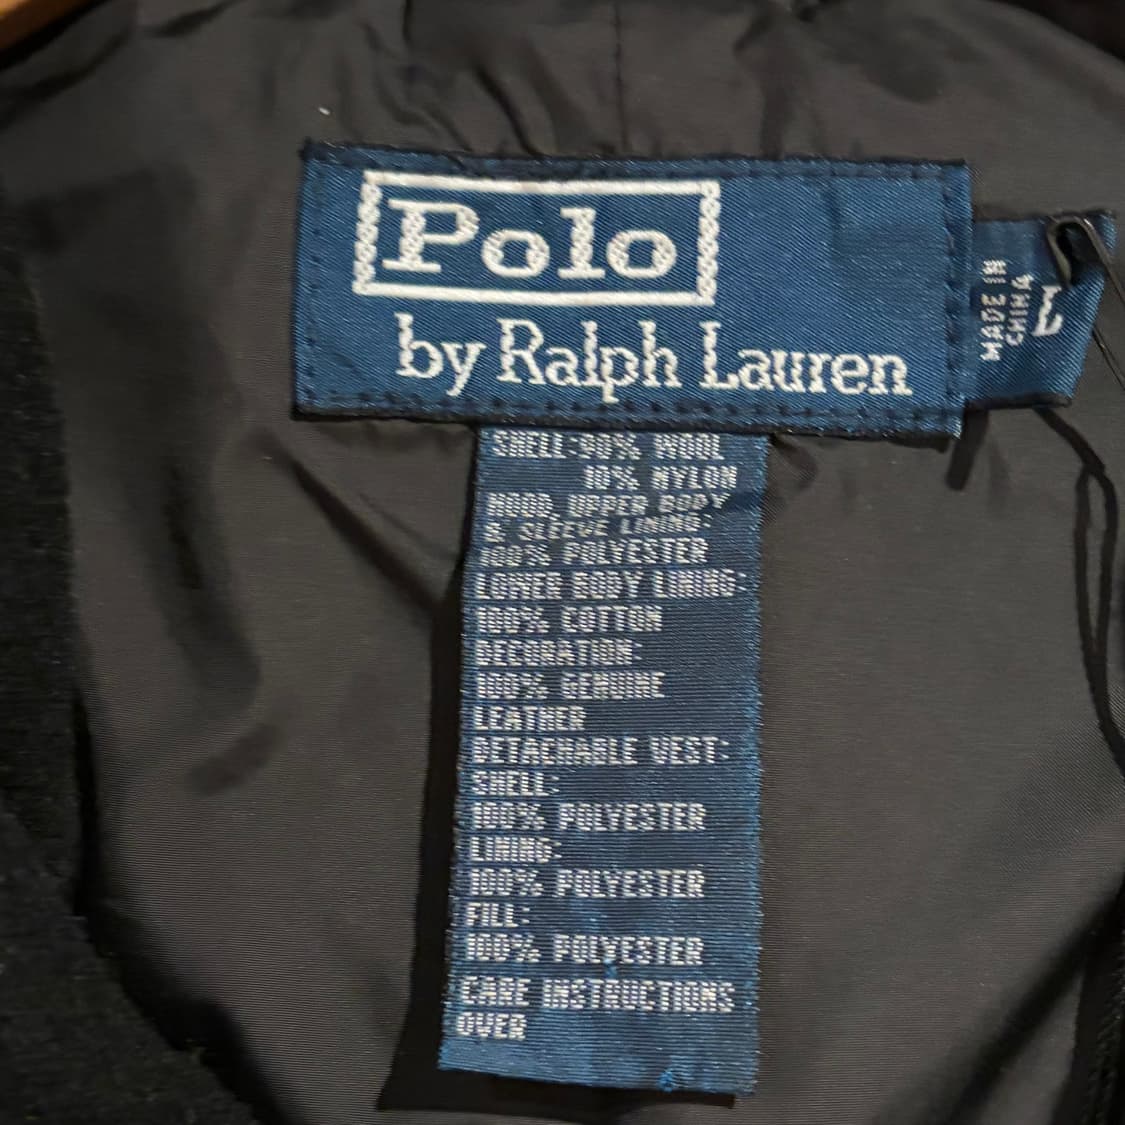 Polo
by Ralph Lauren
MADE IN
CHINA
L
SHELL:90% WOOL
10% NYLON
HOOD, UPPER BODY
& SLEEVE LINING:
100% POLYESTER
LOWER BODY LINING:
100% COTTON
DECORATION:
100% GENUINE
LEATHER
DETACHABLE VEST:
SHELL:
100% POLYESTER
LINING:
100% POLYESTER
FILL:
100% POLYESTER
CARE INSTRUCTIONS
OVER